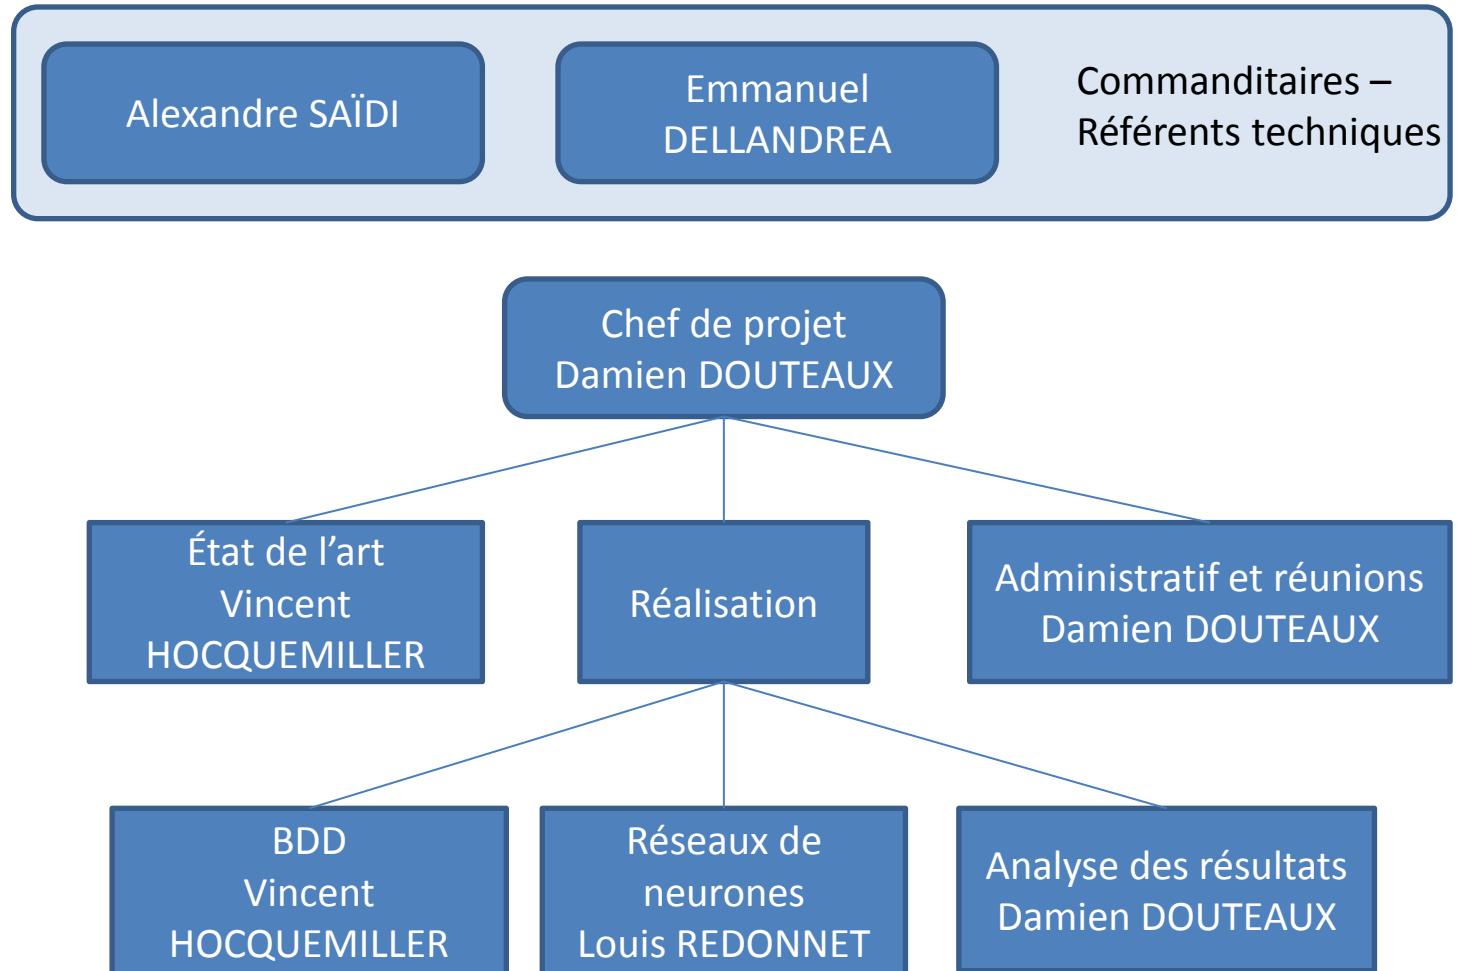 Alexandre SAÏDI
Emmanuel
DELLANDREA
Commanditaires –
Référents techniques
Chef de projet
Damien DOUTEAUX
État de l’art
Vincent
HOCQUEMILLER
Réalisation
Administratif et réunions
Damien DOUTEAUX
BDD
Vincent
HOCQUEMILLER
Réseaux de
neurones
Louis REDONNET
Analyse des résultats
Damien DOUTEAUX